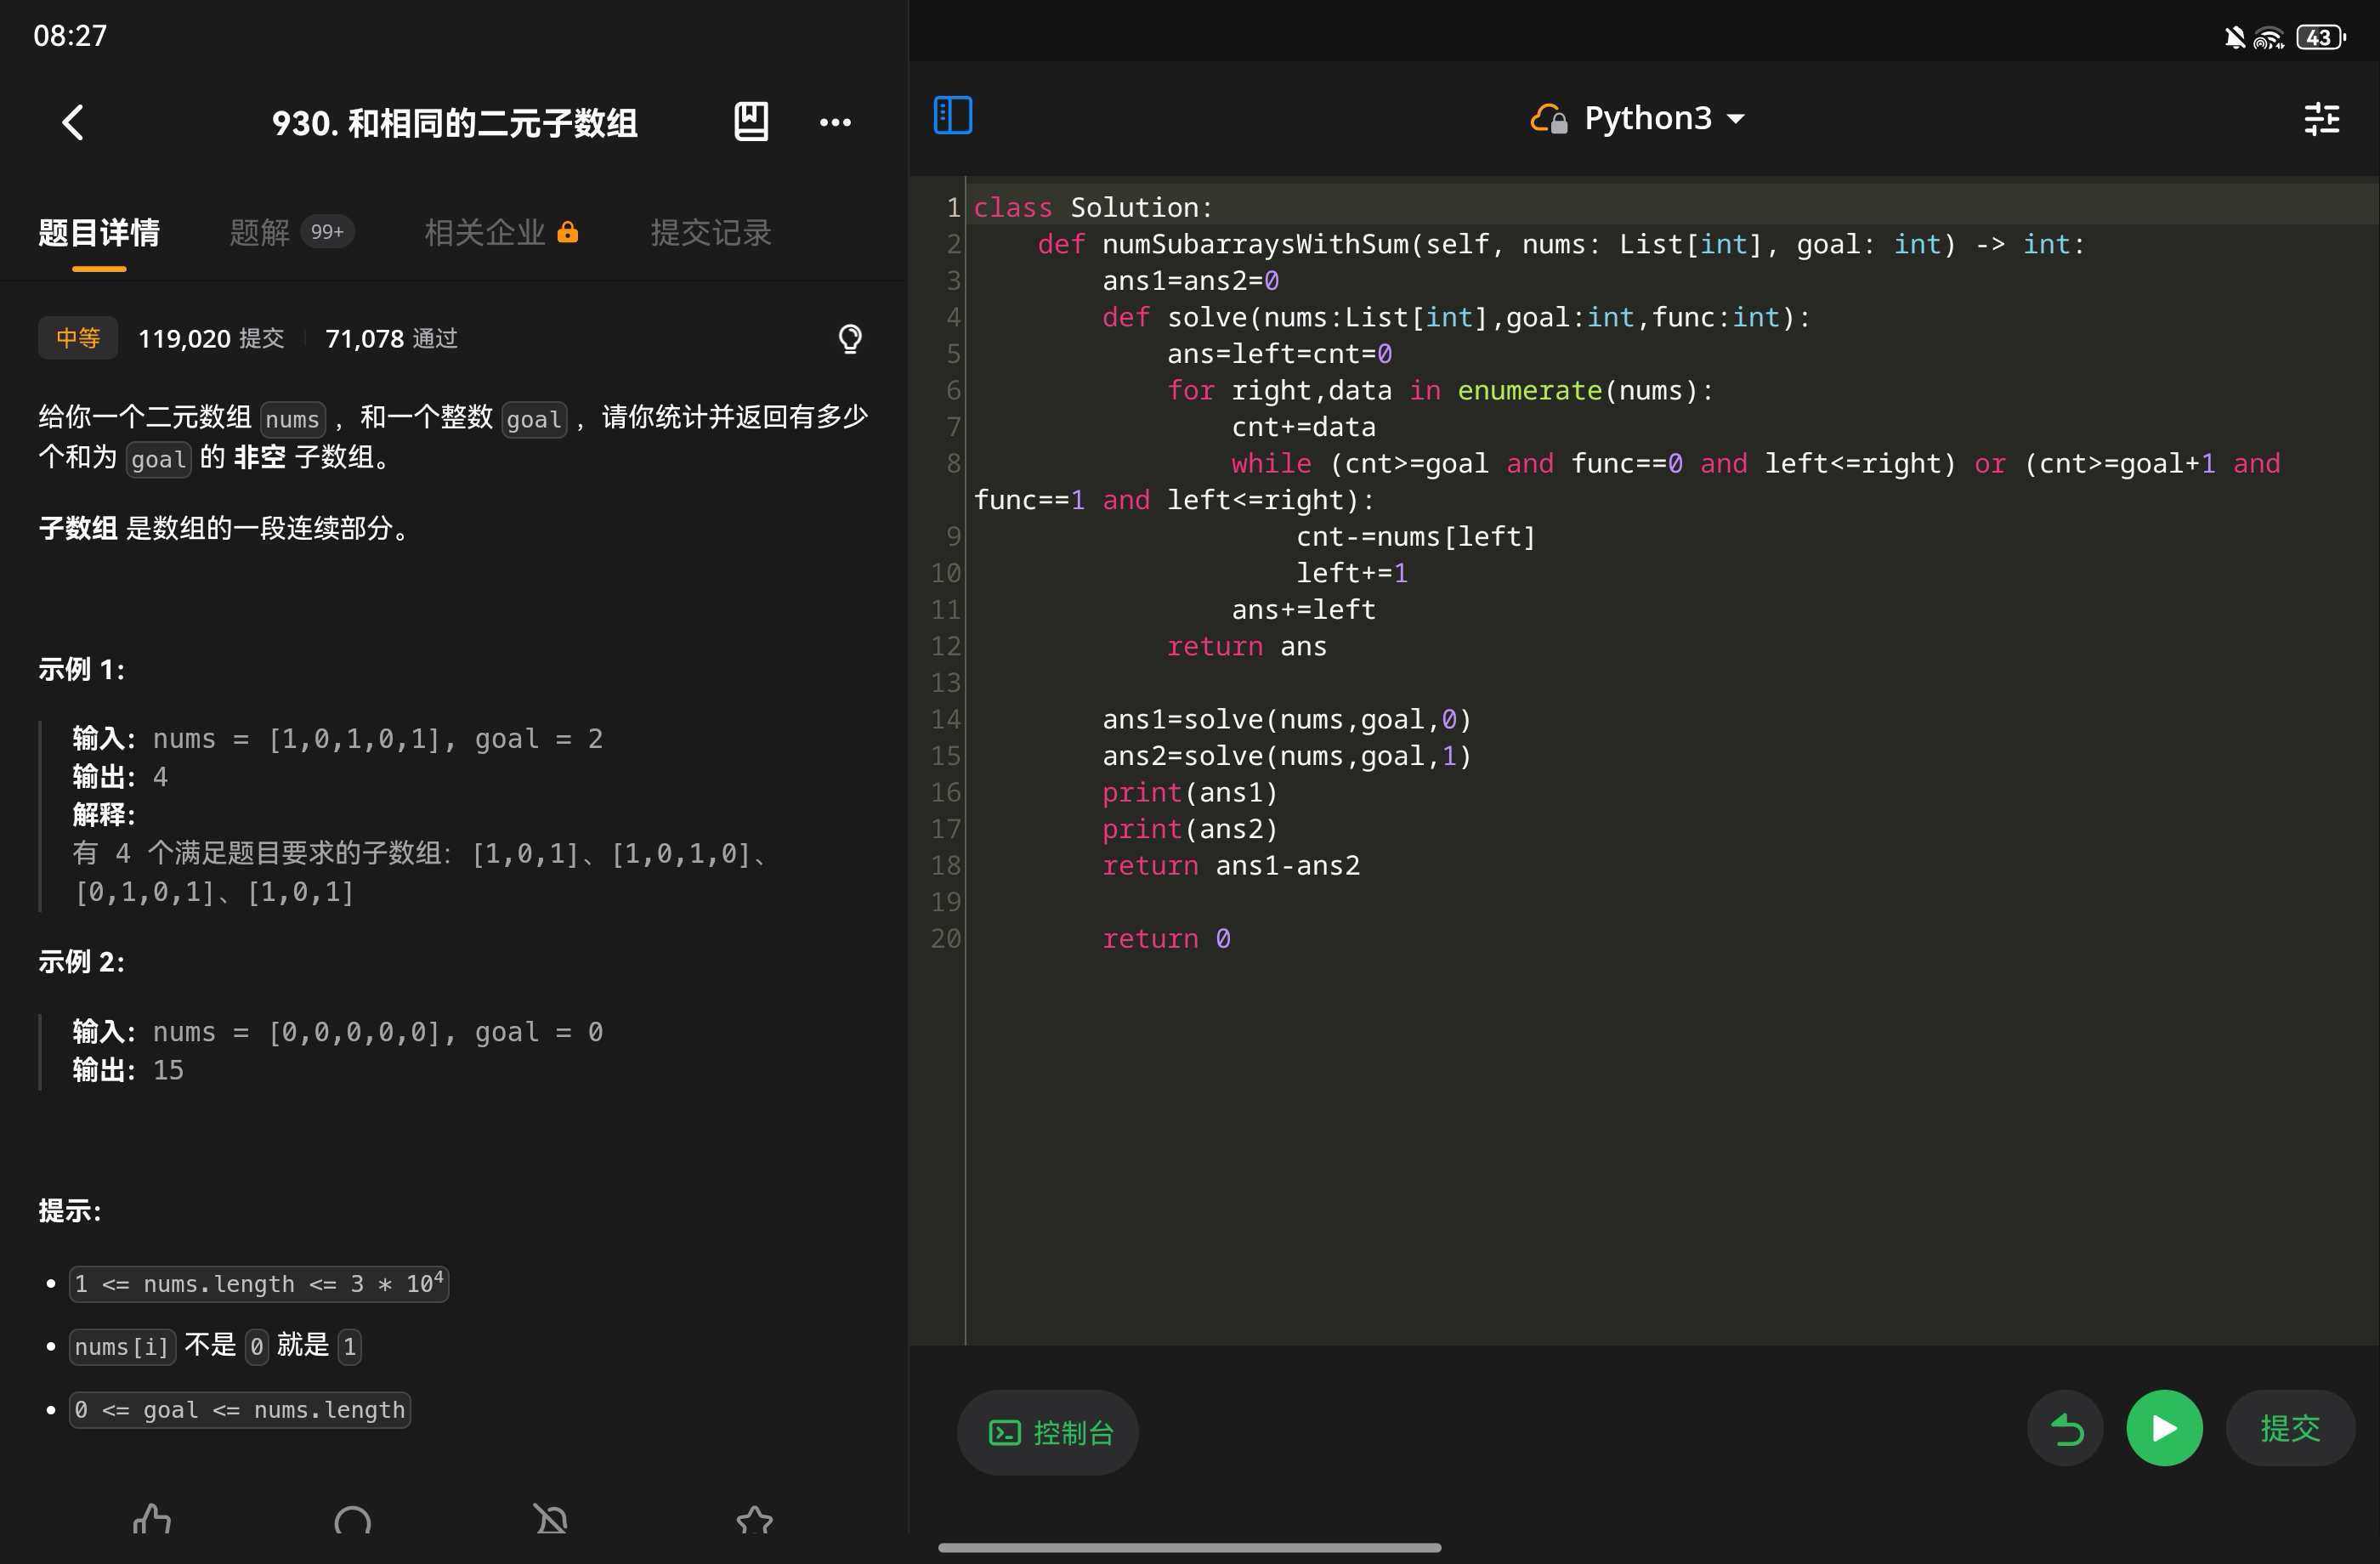 08:27
43
930. 和相同的二元子数组
题目详情 题解 99+ 相关企业 提交记录
中等 119,020 提交 71,078 通过
给你一个二元数组 nums ，和一个整数 goal ，请你统计并返回有多少
个和为 goal 的 非空 子数组。
子数组 是数组的一段连续部分。
示例 1：
输入：nums = [1,0,1,0,1], goal = 2
输出：4
解释：
有 4 个满足题目要求的子数组：[1,0,1]、[1,0,1,0]、
[0,1,0,1]、[1,0,1]
示例 2：
输入：nums = [0,0,0,0,0], goal = 0
输出：15
提示：
• 1 <= nums.length <= 3 * 10⁴
• nums[i] 不是 0 就是 1
• 0 <= goal <= nums.length
Python3
1 class Solution:
2     def numSubarraysWithSum(self, nums: List[int], goal: int) -> int:
3         ans1=ans2=0
4         def solve(nums:List[int],goal:int,func:int):
5             ans=left=cnt=0
6             for right,data in enumerate(nums):
7                 cnt+=data
8                 while (cnt>=goal and func==0 and left<=right) or (cnt>=goal+1 and
func==1 and left<=right):
9                     cnt-=nums[left]
10                     left+=1
11                 ans+=left
12             return ans
13
14         ans1=solve(nums,goal,0)
15         ans2=solve(nums,goal,1)
16         print(ans1)
17         print(ans2)
18         return ans1-ans2
19
20         return 0
控制台
提交